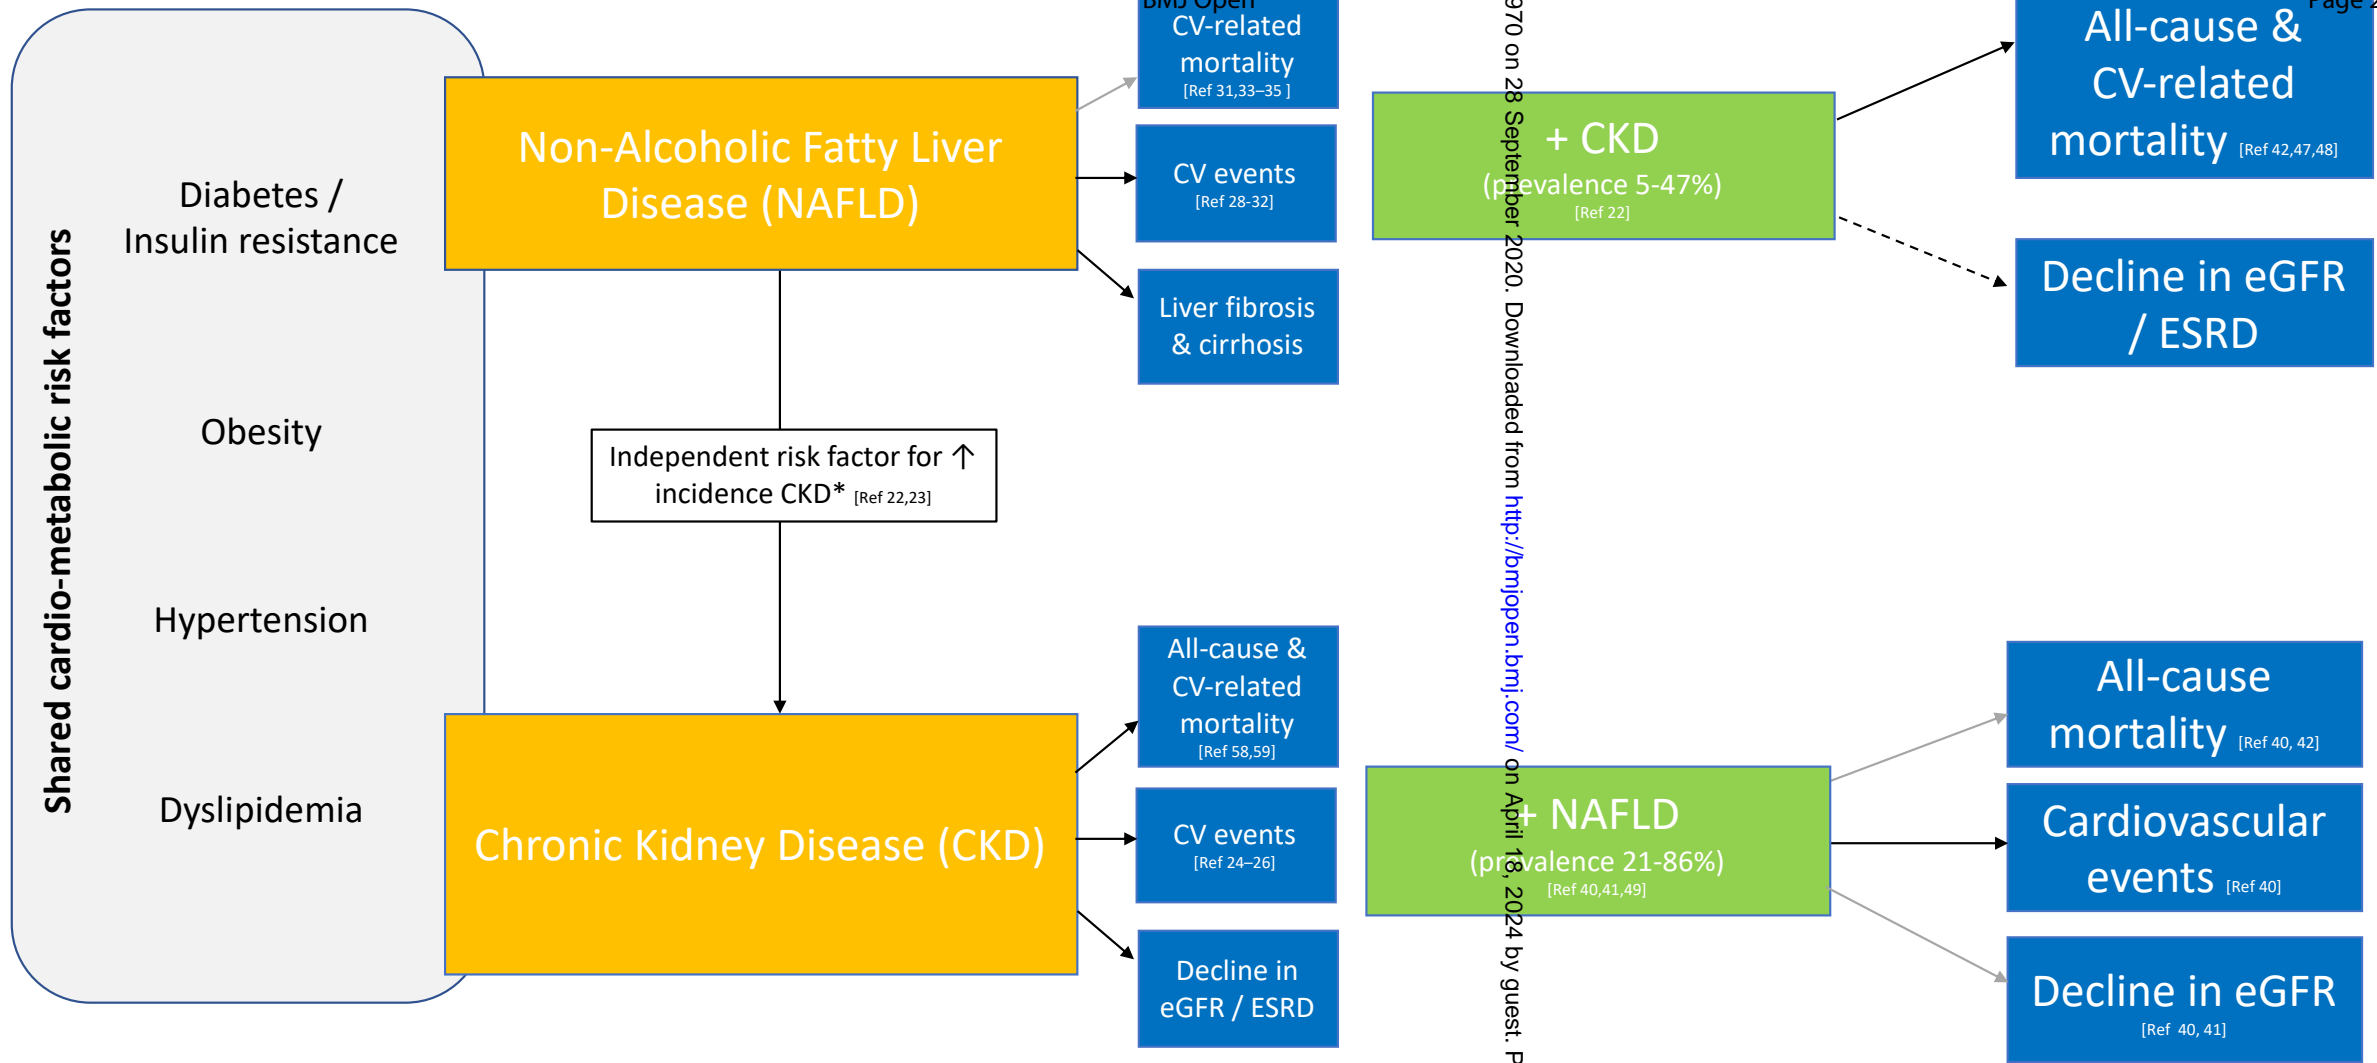 BMJ Open
Page 2
Shared cardio-metabolic risk factors
Diabetes /
Insulin resistance
Obesity
Hypertension
Dyslipidemia
Non-Alcoholic Fatty Liver
Disease (NAFLD)
CV-related
mortality
[Ref 31,33–35 ]
CV events
[Ref 28-32]
Liver fibrosis
& cirrhosis
Independent risk factor for ↑
incidence CKD* [Ref 22,23]
Chronic Kidney Disease (CKD)
All-cause &
CV-related
mortality
[Ref 58,59]
CV events
[Ref 24–26]
Decline in
eGFR / ESRD
+ CKD
(prevalence 5-47%)
[Ref 22]
All-cause &
CV-related
mortality [Ref 42,47,48]
Decline in eGFR
/ ESRD
+ NAFLD
(prevalence 21-86%)
[Ref 40,41,49]
All-cause
mortality [Ref 40, 42]
Cardiovascular
events [Ref 40]
Decline in eGFR
[Ref 40, 41]
970 on 28 September 2020. Downloaded from http://bmjopen.bmj.com/ on April 18, 2024 by guest.